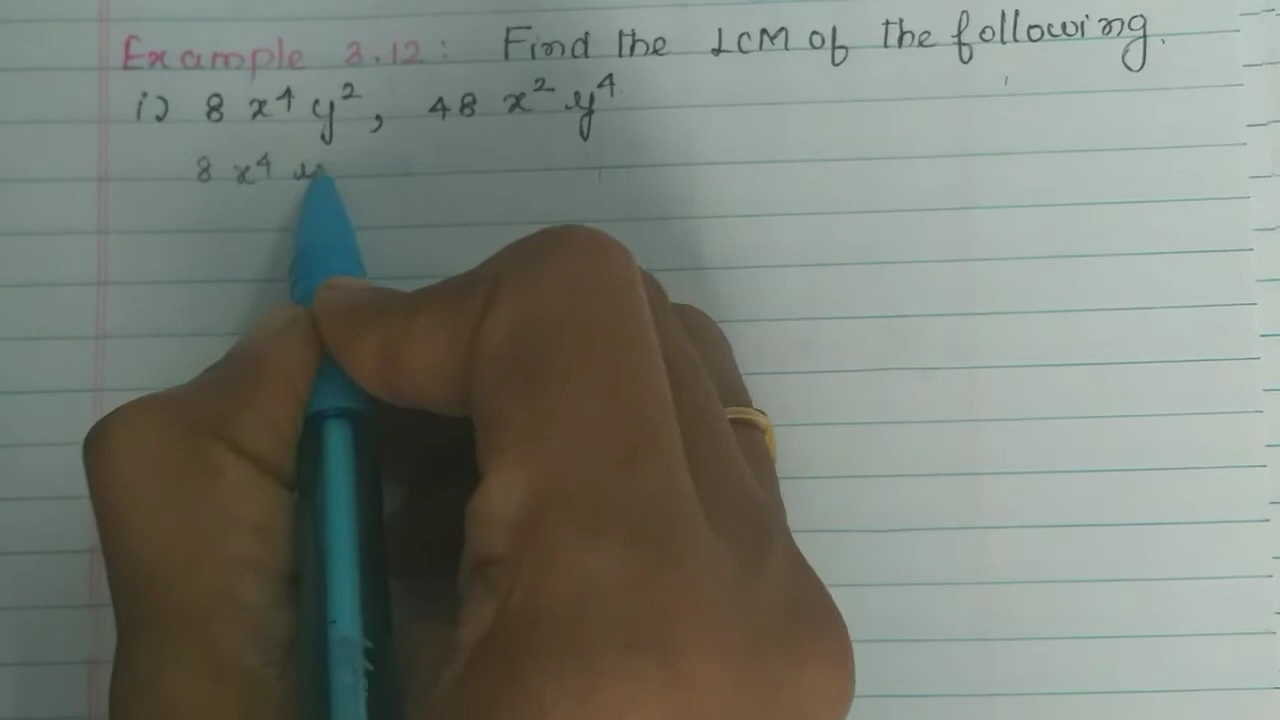 Example 3.12: Find the LCM of the following.
i) 8 x⁴ y², 48 x² y⁴
8 x⁴